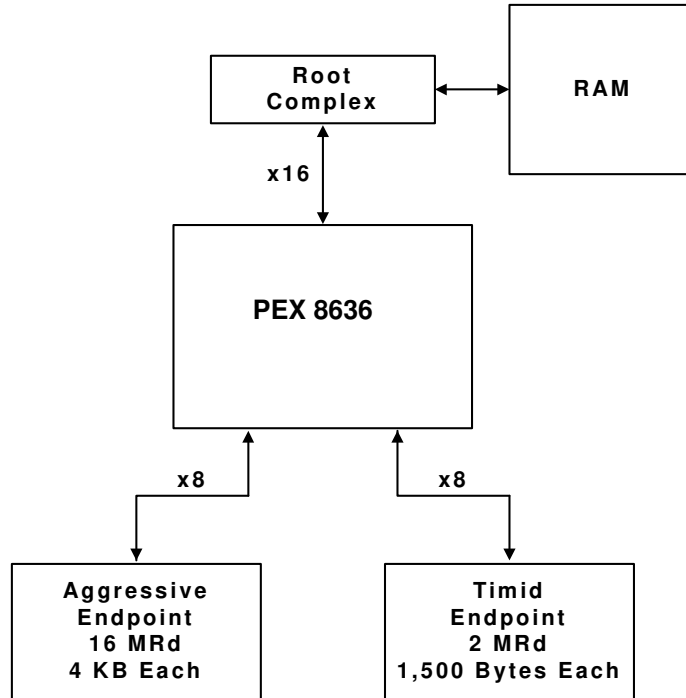 Root
Complex
RAM
x16
PEX 8636
x8
x8
Aggressive
Endpoint
16 MRd
4 KB Each
Timid
Endpoint
2 MRd
1,500 Bytes Each